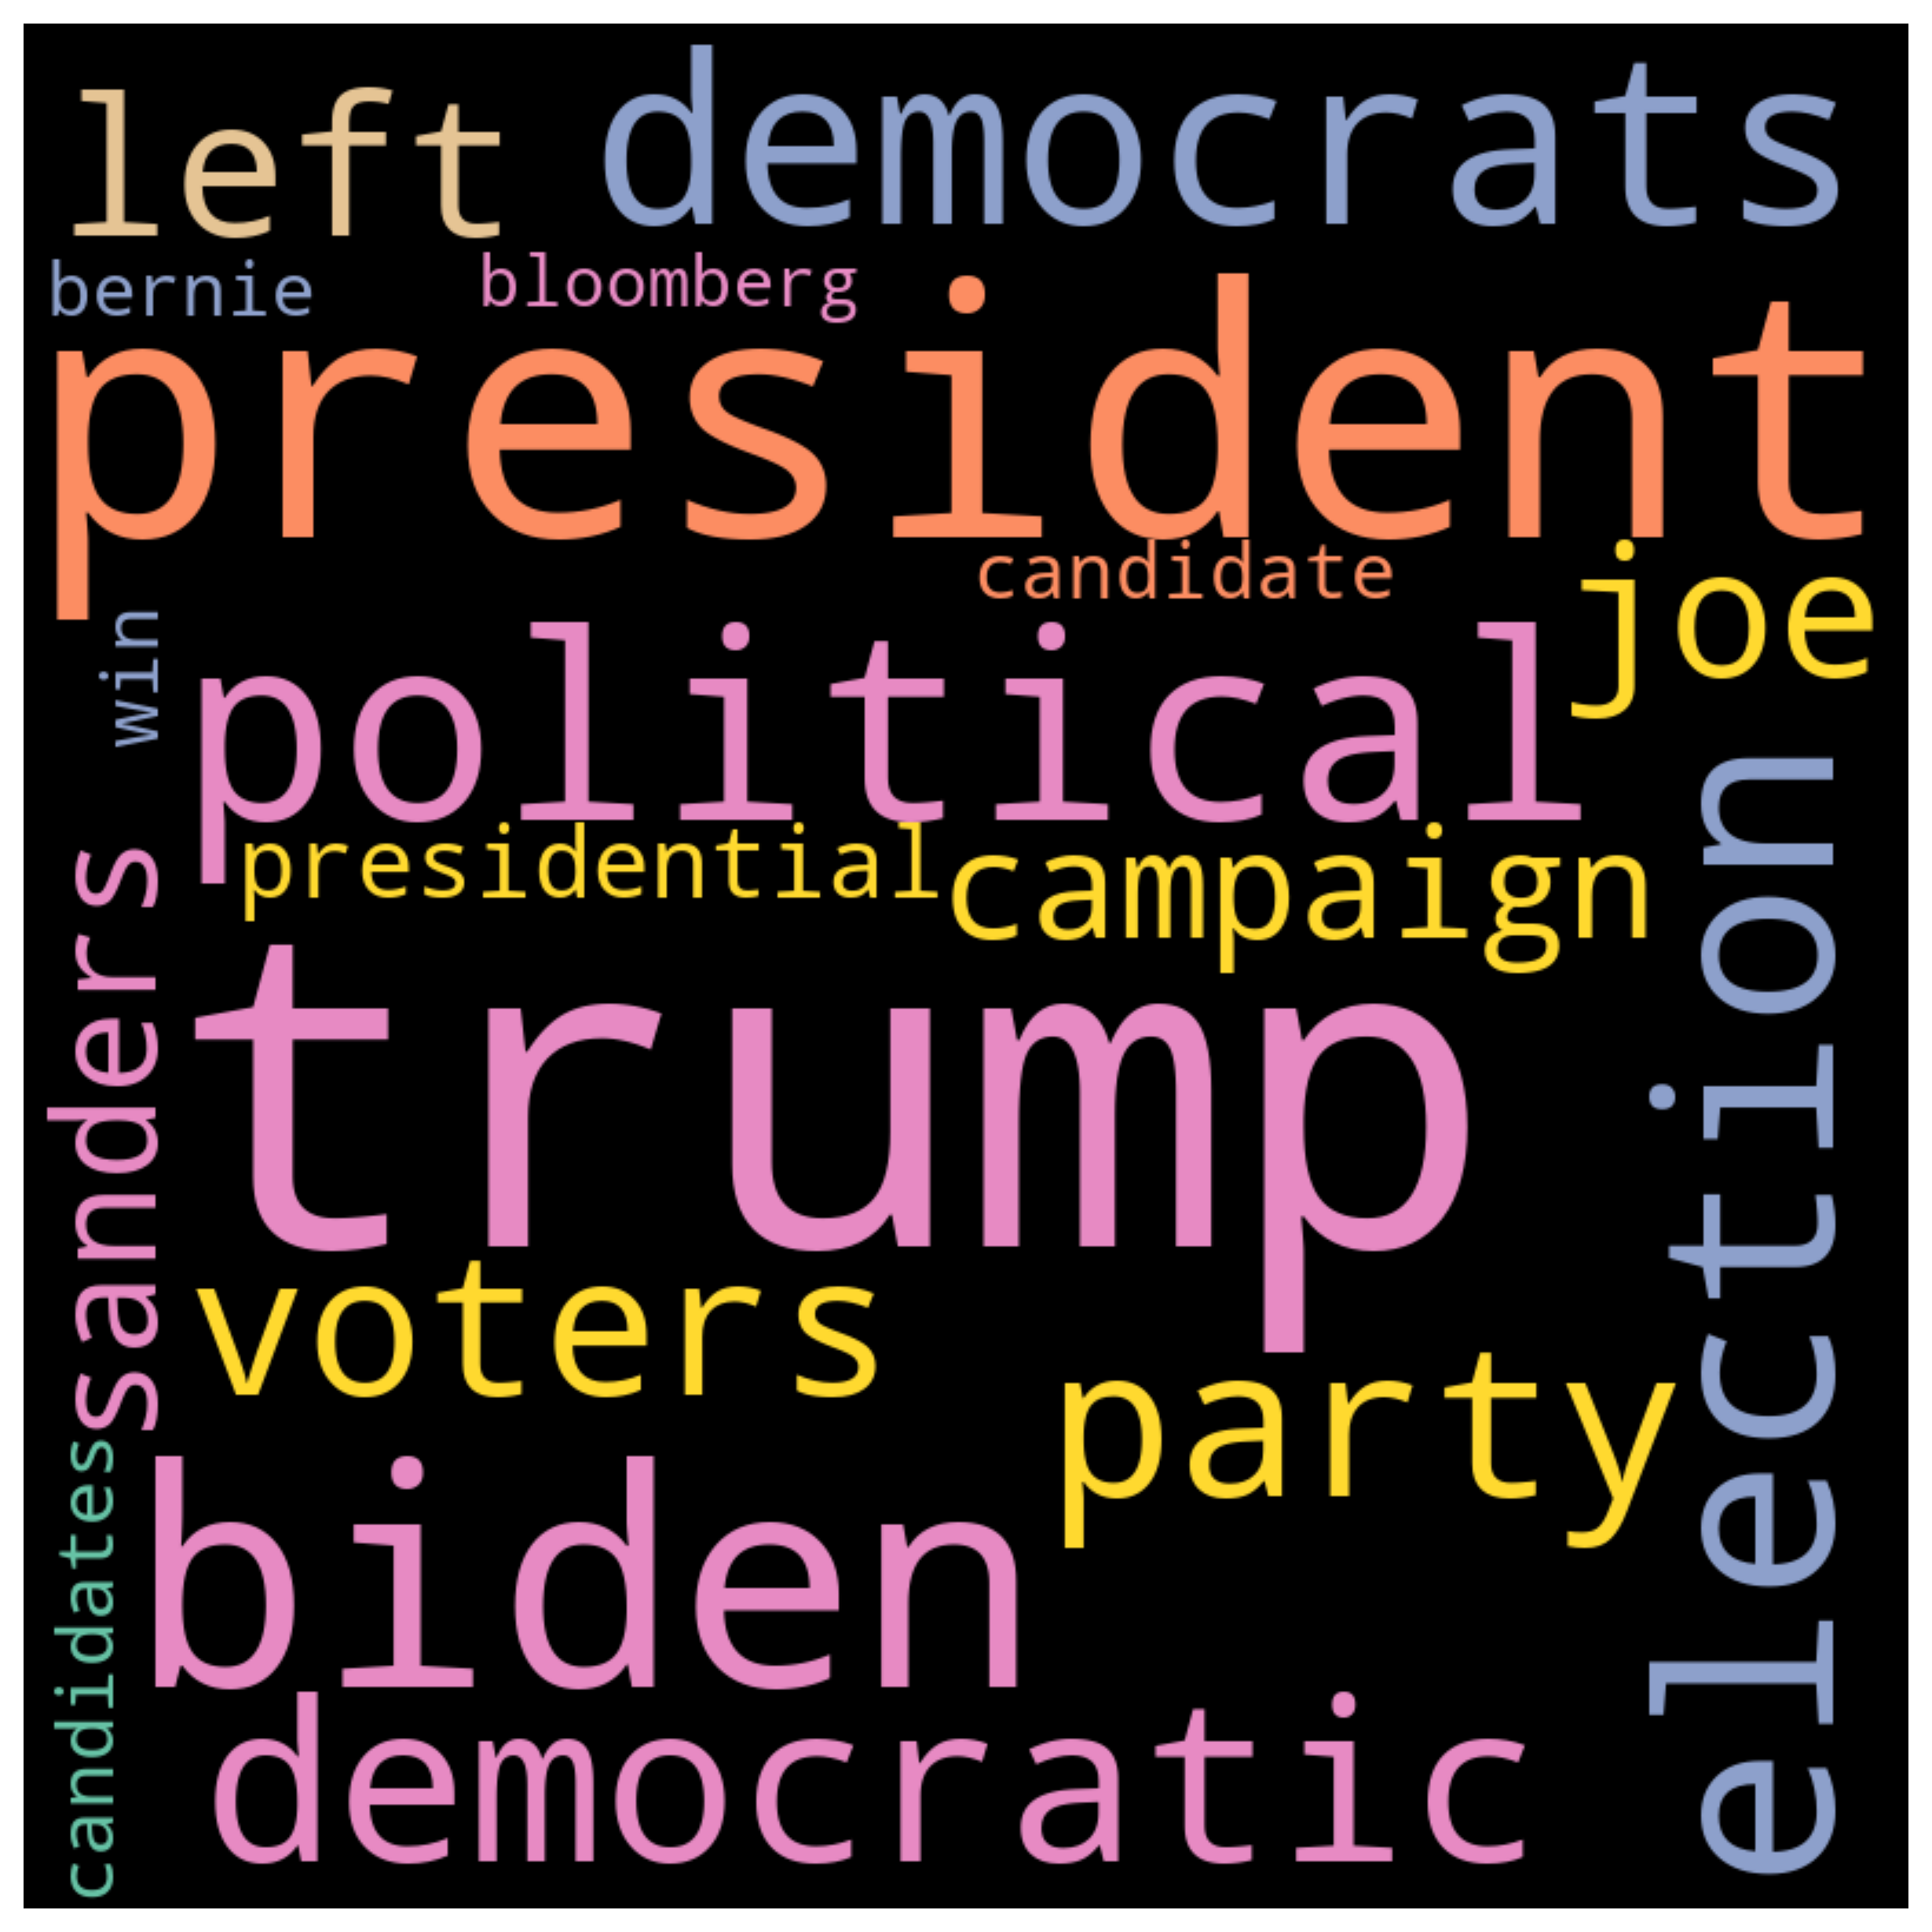 left democrats
bernie bloomberg
president
candidate
joe
win
political
presidential campaign
sanders
trump
election
voters
party
candidates
biden
democratic